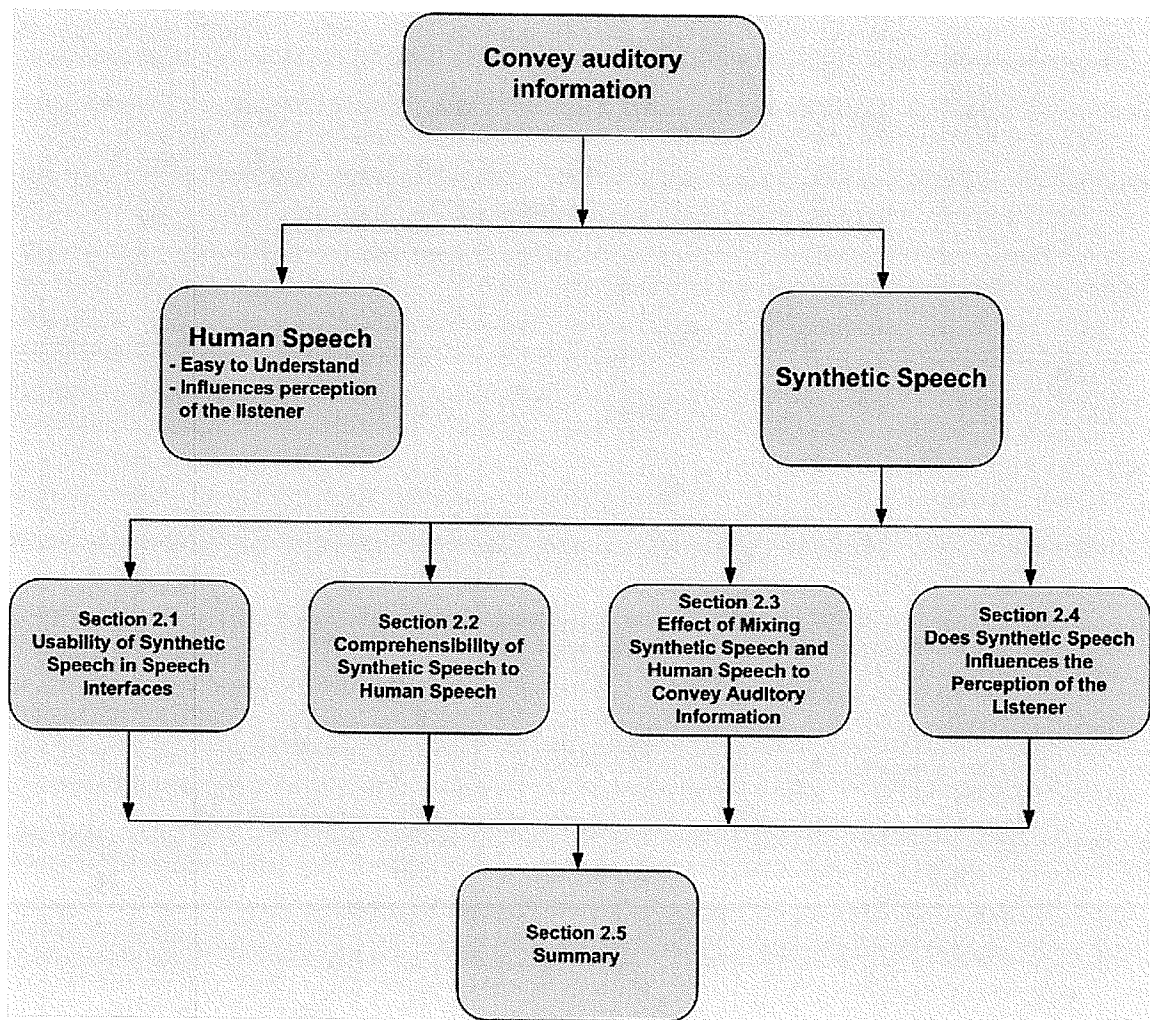 Convey auditory
information
Human Speech
- Easy to Understand
- Influences perception
of the listener
Synthetic Speech
Section 2.1
Usability of Synthetic
Speech in Speech
Interfaces
Section 2.2
Comprehensibility of
Synthetic Speech to
Human Speech
Section 2.3
Effect of Mixing
Synthetic Speech and
Human Speech to
Convey Auditory
Information
Section 2.4
Does Synthetic Speech
Influences the
Perception of the
Listener
Section 2.5
Summary